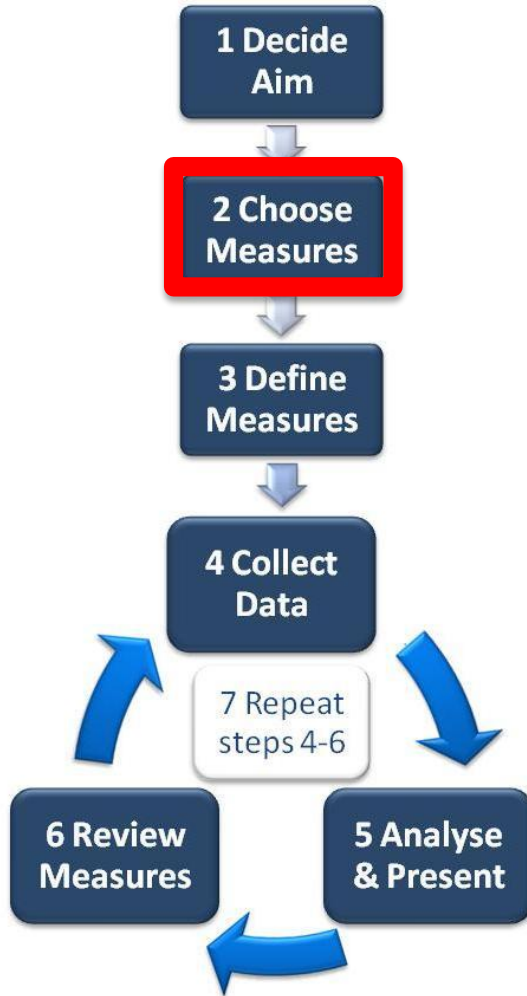 1 Decide
Aim
2 Choose
Measures
3 Define
Measures
4 Collect
Data
7 Repeat
steps 4-6
6 Review
Measures
5 Analyse
& Present